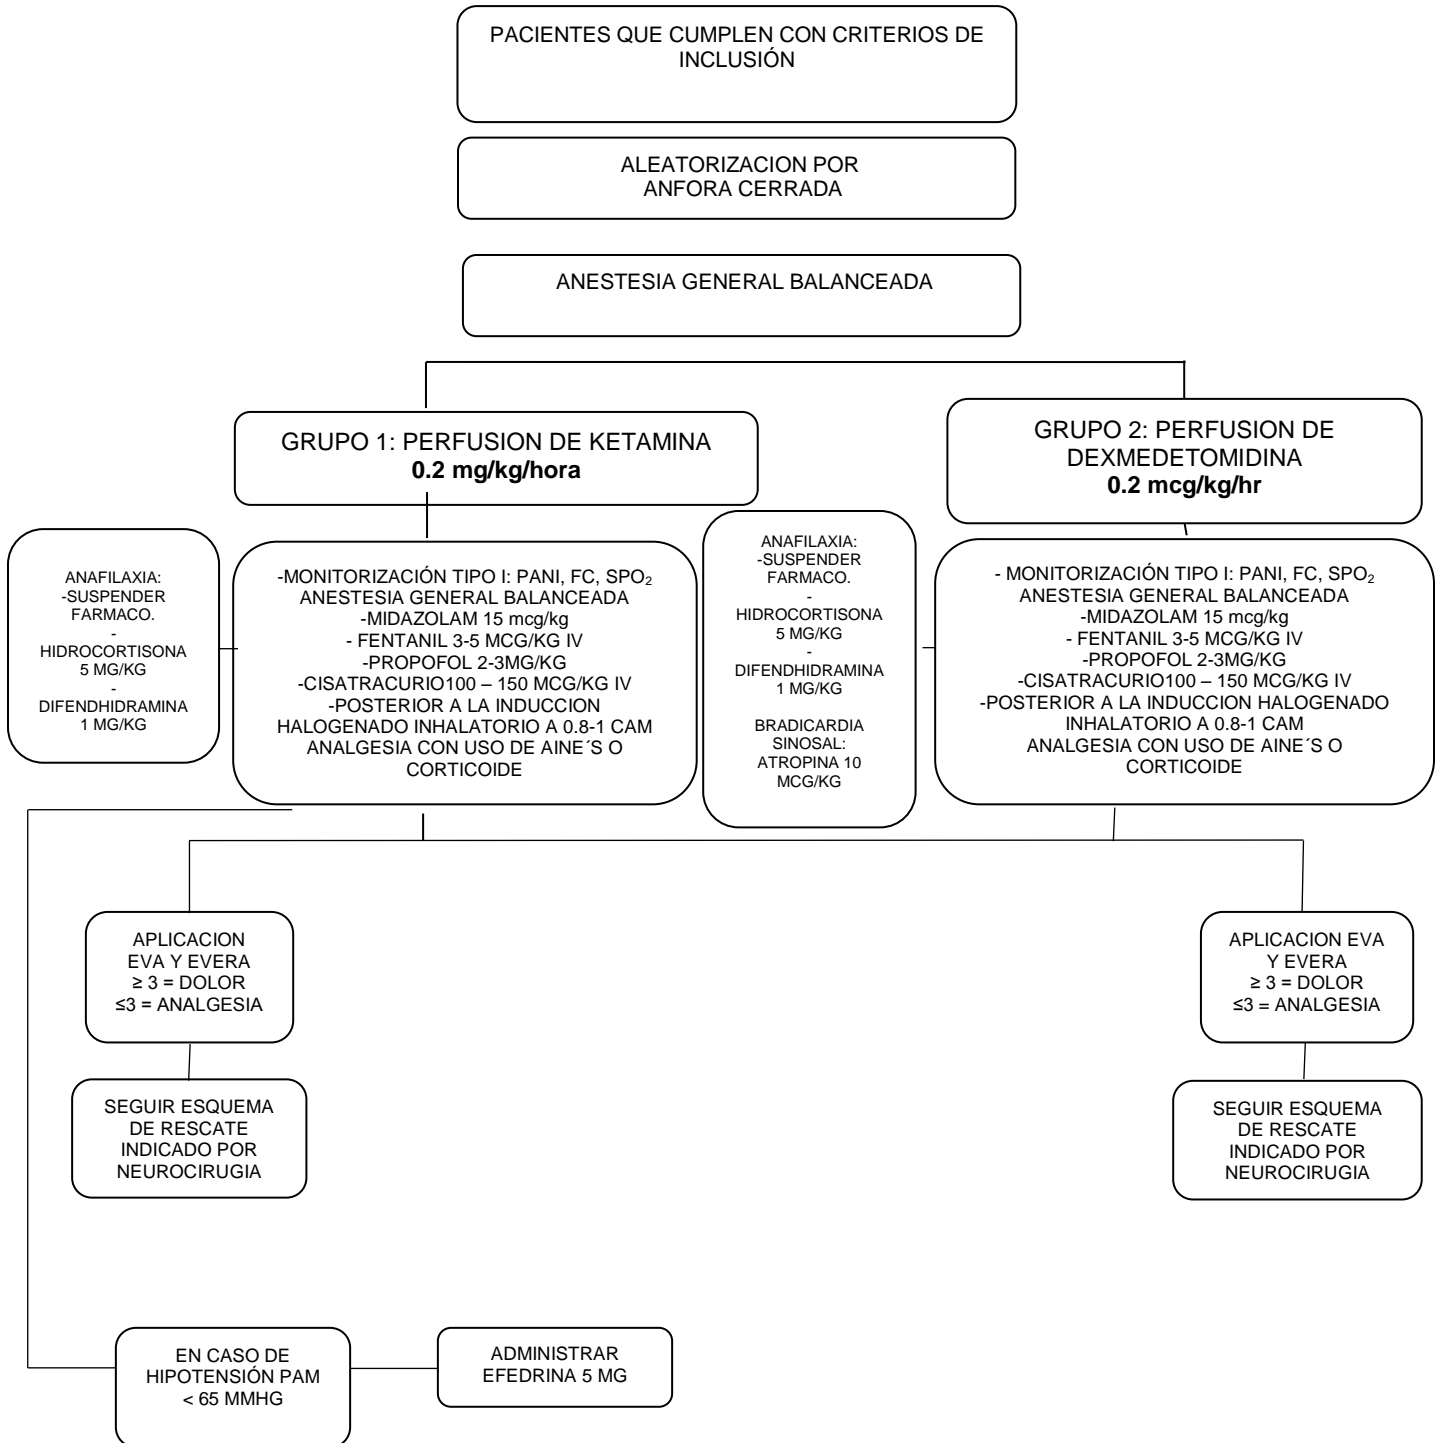 PACIENTES QUE CUMPLEN CON CRITERIOS DE
INCLUSIÓN
ALEATORIZACION POR
ANFORA CERRADA
ANESTESIA GENERAL BALANCEADA
GRUPO 1: PERFUSION DE KETAMINA
0.2 mg/kg/hora
GRUPO 2: PERFUSION DE
DEXMEDETOMIDINA
0.2 mcg/kg/hr
ANAFILAXIA:
-SUSPENDER
FARMACO.
-
HIDROCORTISONA
5 MG/KG
-
DIFENDHIDRAMINA
1 MG/KG
-MONITORIZACIÓN TIPO I: PANI, FC, SPO₂
ANESTESIA GENERAL BALANCEADA
-MIDAZOLAM 15 mcg/kg
- FENTANIL 3-5 MCG/KG IV
-PROPOFOL 2-3MG/KG
-CISATRACURIO100 – 150 MCG/KG IV
-POSTERIOR A LA INDUCCION
HALOGENADO INHALATORIO A 0.8-1 CAM
ANALGESIA CON USO DE AINE´S O
CORTICOIDE
ANAFILAXIA:
-SUSPENDER
FARMACO.
-
HIDROCORTISONA
5 MG/KG
-
DIFENDHIDRAMINA
1 MG/KG
BRADICARDIA
SINOSAL:
ATROPINA 10
MCG/KG
- MONITORIZACIÓN TIPO I: PANI, FC, SPO₂
ANESTESIA GENERAL BALANCEADA
-MIDAZOLAM 15 mcg/kg
- FENTANIL 3-5 MCG/KG IV
-PROPOFOL 2-3MG/KG
-CISATRACURIO100 – 150 MCG/KG IV
-POSTERIOR A LA INDUCCION HALOGENADO
INHALATORIO A 0.8-1 CAM
ANALGESIA CON USO DE AINE´S O
CORTICOIDE
APLICACION
EVA Y EVERA
≥ 3 = DOLOR
≤3 = ANALGESIA
APLICACION EVA
Y EVERA
≥ 3 = DOLOR
≤3 = ANALGESIA
SEGUIR ESQUEMA
DE RESCATE
INDICADO POR
NEUROCIRUGIA
SEGUIR ESQUEMA
DE RESCATE
INDICADO POR
NEUROCIRUGIA
EN CASO DE
HIPOTENSIÓN PAM
< 65 MMHG
ADMINISTRAR
EFEDRINA 5 MG